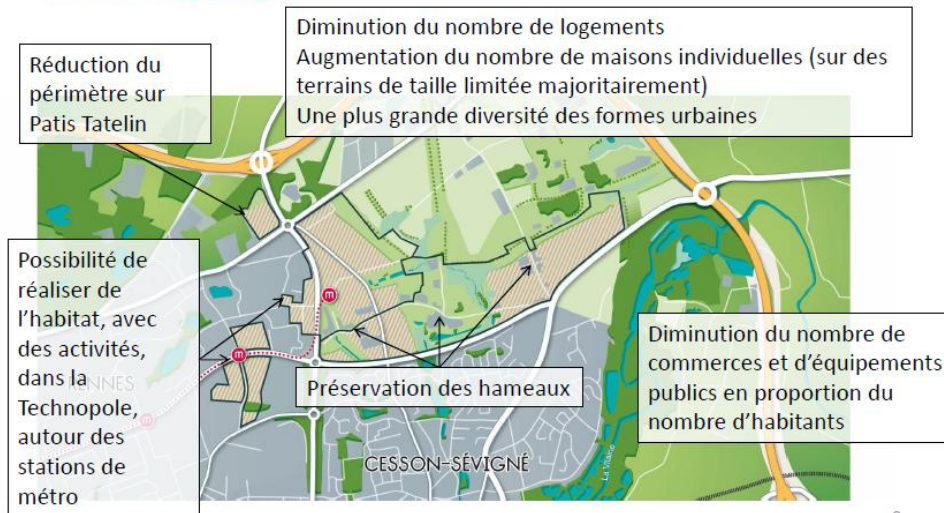 Diminution du nombre de logements
Augmentation du nombre de maisons individuelles (sur des
terrains de taille limitée majoritairement)
Une plus grande diversité des formes urbaines
Réduction du
périmètre sur
Patis Tatelin
Possibilité de
réaliser de
l’habitat, avec
des activités,
dans la
Technopole,
autour des
stations de
métro
m
m
Préservation des hameaux
Diminution du nombre de
commerces et d’équipements
publics en proportion du
nombre d’habitants
CESSON-SÉVIGNÉ
La Vilaine